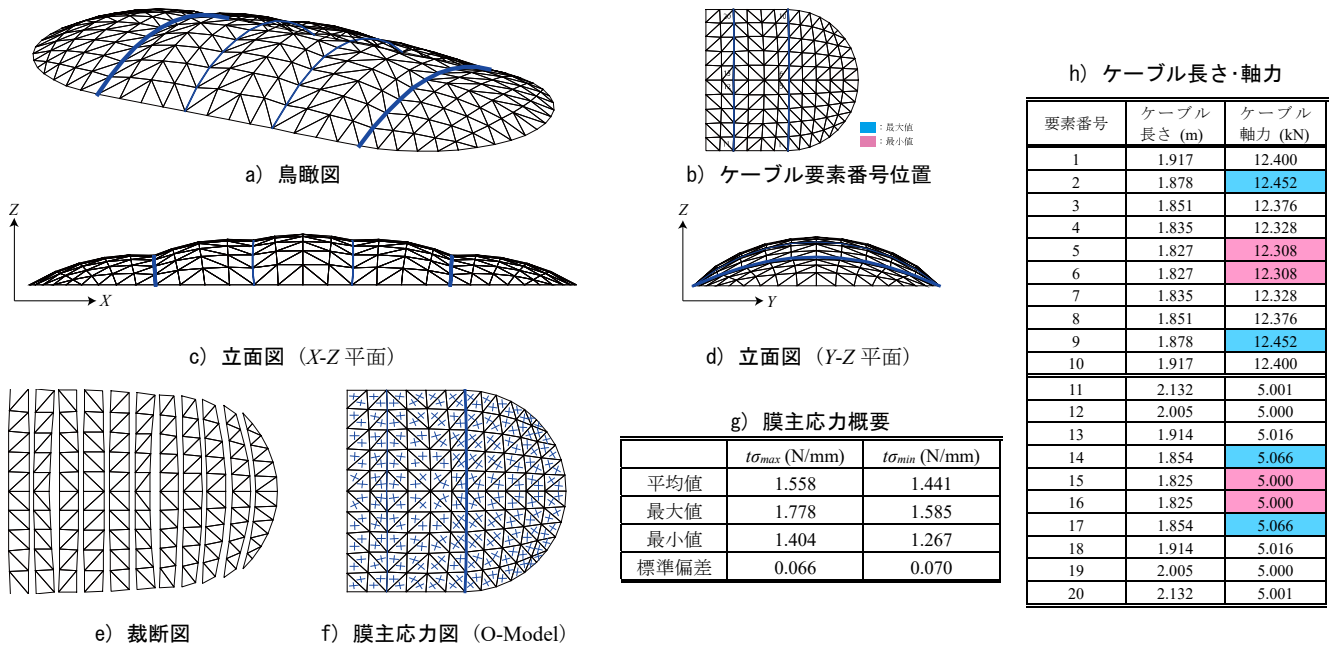 a) 鳥瞰図
:最大値
:最小値
b) ケーブル要素番号位置
Z
X
c) 立面図 (X-Z 平面)
Z
Y
d) 立面図 (Y-Z 平面)
e) 裁断図
f) 膜主応力図 (O-Model)
g) 膜主応力概要
tσmax (N/mm) tσmin (N/mm)
平均値 1.558 1.441
最大値 1.778 1.585
最小値 1.404 1.267
標準偏差 0.066 0.070
h) ケーブル長さ・軸力
要素番号 ケーブル長さ (m) ケーブル軸力 (kN)
1 1.917 12.400
2 1.878 12.452
3 1.851 12.376
4 1.835 12.328
5 1.827 12.308
6 1.827 12.308
7 1.835 12.328
8 1.851 12.376
9 1.878 12.452
10 1.917 12.400
11 2.132 5.001
12 2.005 5.000
13 1.914 5.016
14 1.854 5.066
15 1.825 5.000
16 1.825 5.000
17 1.854 5.066
18 1.914 5.016
19 2.005 5.000
20 2.132 5.001